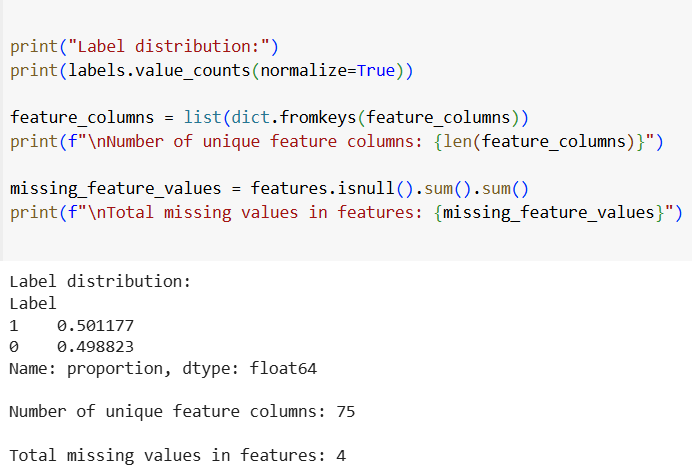 print("Label distribution:")
print(labels.value_counts(normalize=True))
feature_columns = list(dict.fromkeys(feature_columns))
print(f"\nNumber of unique feature columns: {len(feature_columns)}")
missing_feature_values = features.isnull().sum().sum()
print(f"\nTotal missing values in features: {missing_feature_values}")
Label distribution:
Label
1    0.501177
0    0.498823
Name: proportion, dtype: float64
Number of unique feature columns: 75
Total missing values in features: 4